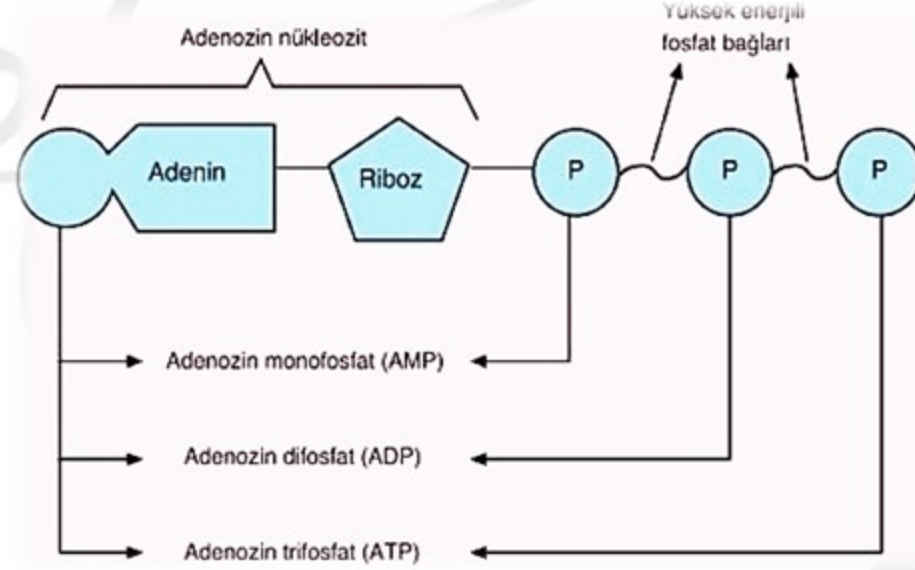 Yüksek enerjili
fosfat bağları
Adenozin nükleozit
Adenin
Riboz
P
P
P
Adenozin monofosfat (AMP)
Adenozin difosfat (ADP)
Adenozin trifosfat (ATP)